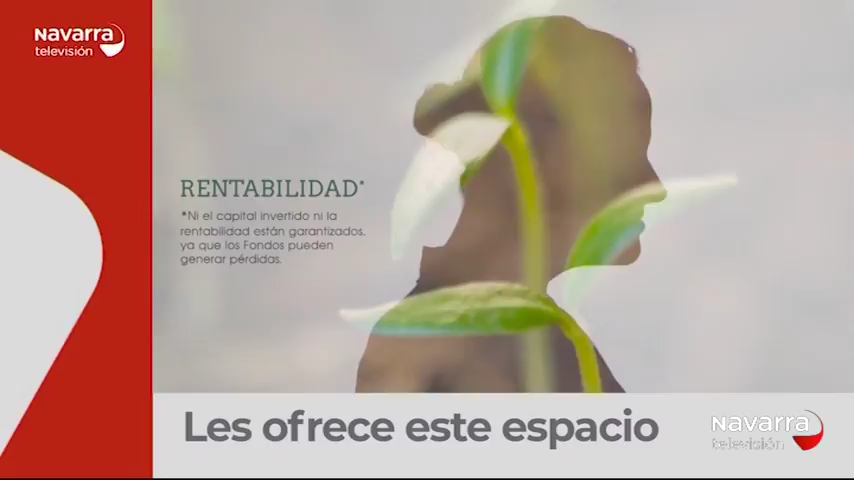 Navarra
televisión
RENTABILIDAD*
*Ni el capital invertido ni la
rentabilidad están garantizados,
ya que los Fondos pueden
generar pérdidas.
Les ofrece este espacio
Navarra
televisión